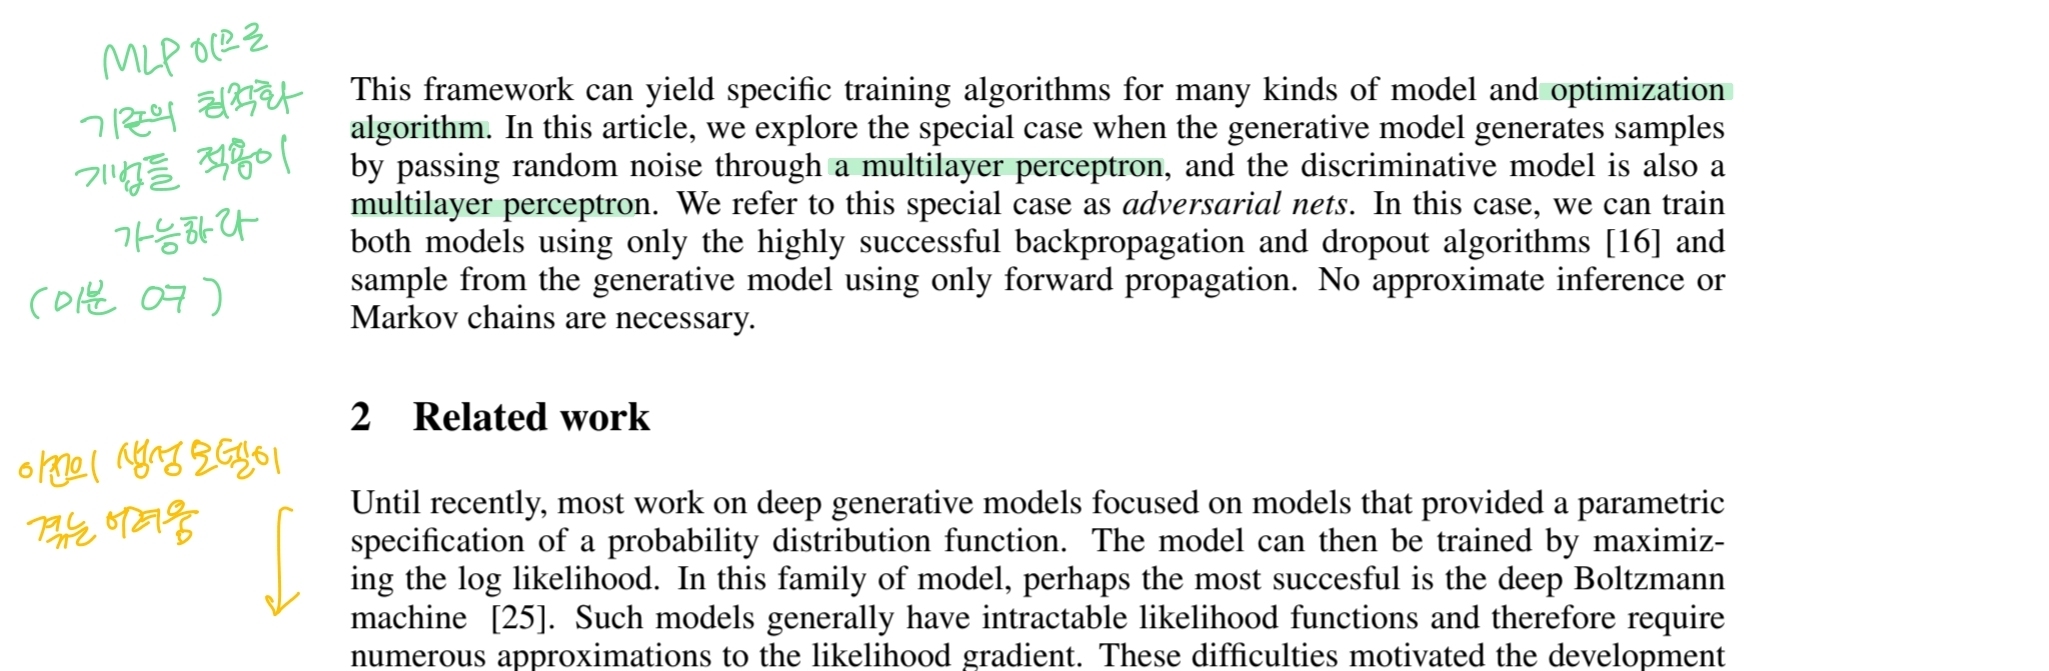 MLP 이므로
기존의 최적화
기법들 적용이
가능하다
(미분 Oㅋ)
This framework can yield specific training algorithms for many kinds of model and optimization
algorithm. In this article, we explore the special case when the generative model generates samples
by passing random noise through a multilayer perceptron, and the discriminative model is also a
multilayer perceptron. We refer to this special case as adversarial nets. In this case, we can train
both models using only the highly successful backpropagation and dropout algorithms [16] and
sample from the generative model using only forward propagation. No approximate inference or
Markov chains are necessary.
2 Related work
이전의 생성모델이
겪는 어려움
Until recently, most work on deep generative models focused on models that provided a parametric
specification of a probability distribution function. The model can then be trained by maximiz-
ing the log likelihood. In this family of model, perhaps the most succesful is the deep Boltzmann
machine [25]. Such models generally have intractable likelihood functions and therefore require
numerous approximations to the likelihood gradient. These difficulties motivated the development